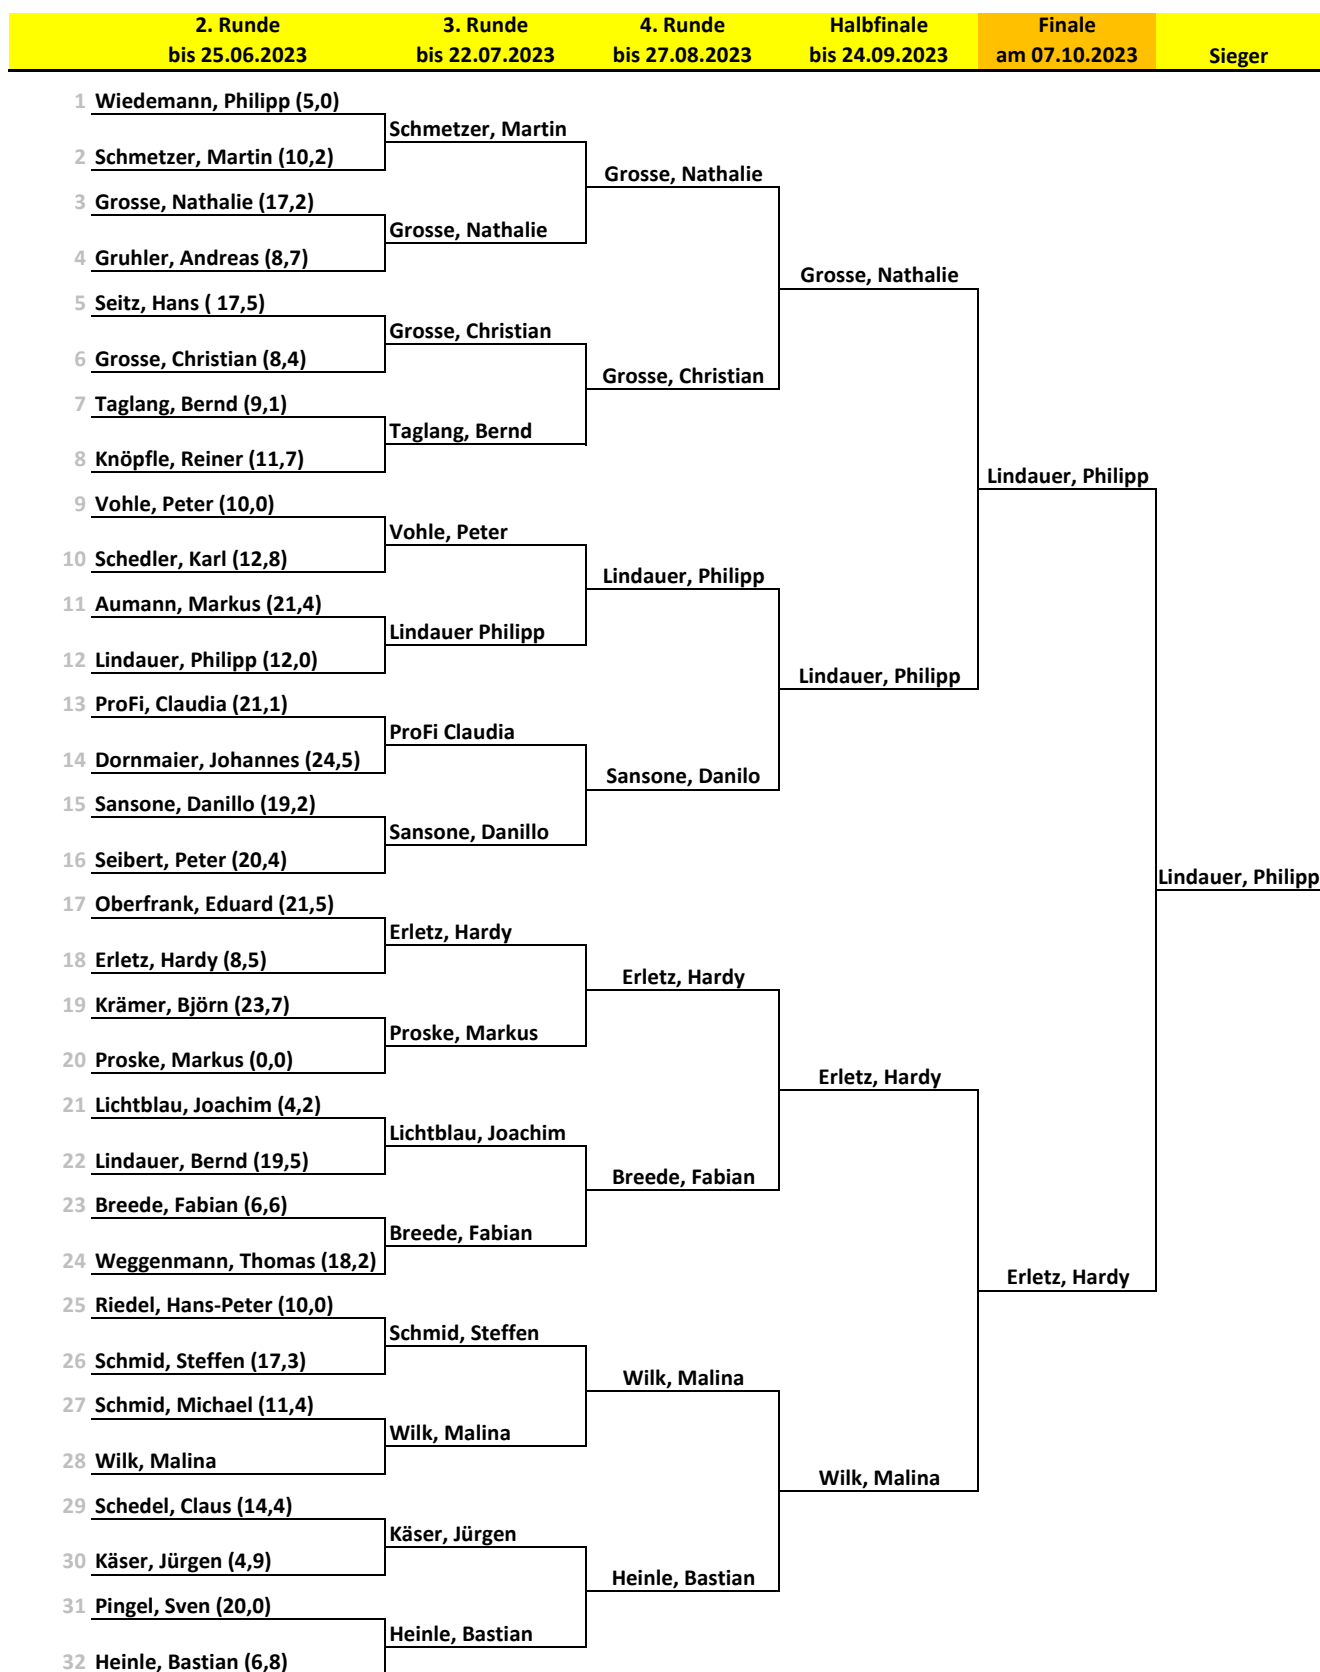 2. Runde 3. Runde 4. Runde Halbfinale Finale
bis 25.06.2023 bis 22.07.2023 bis 27.08.2023 bis 24.09.2023 am 07.10.2023 Sieger
1 Wiedemann, Philipp (5,0)
Schmetzer, Martin
2 Schmetzer, Martin (10,2)
Grosse, Nathalie
3 Grosse, Nathalie (17,2)
Grosse, Nathalie
4 Gruhler, Andreas (8,7)
Grosse, Nathalie
5 Seitz, Hans ( 17,5)
Grosse, Christian
6 Grosse, Christian (8,4)
Grosse, Christian
7 Taglang, Bernd (9,1)
Taglang, Bernd
8 Knöpfle, Reiner (11,7)
Lindauer, Philipp
9 Vohle, Peter (10,0)
Vohle, Peter
10 Schedler, Karl (12,8)
Lindauer, Philipp
11 Aumann, Markus (21,4)
Lindauer Philipp
12 Lindauer, Philipp (12,0)
Lindauer, Philipp
13 ProFi, Claudia (21,1)
ProFi Claudia
14 Dornmaier, Johannes (24,5)
Sansone, Danilo
15 Sansone, Danillo (19,2)
Sansone, Danillo
16 Seibert, Peter (20,4)
Lindauer, Philipp
17 Oberfrank, Eduard (21,5)
Erletz, Hardy
18 Erletz, Hardy (8,5)
Erletz, Hardy
19 Krämer, Björn (23,7)
Proske, Markus
20 Proske, Markus (0,0)
Erletz, Hardy
21 Lichtblau, Joachim (4,2)
Lichtblau, Joachim
22 Lindauer, Bernd (19,5)
Breede, Fabian
23 Breede, Fabian (6,6)
Breede, Fabian
24 Weggenmann, Thomas (18,2)
Erletz, Hardy
25 Riedel, Hans-Peter (10,0)
Schmid, Steffen
26 Schmid, Steffen (17,3)
Wilk, Malina
27 Schmid, Michael (11,4)
Wilk, Malina
28 Wilk, Malina
Wilk, Malina
29 Schedel, Claus (14,4)
Käser, Jürgen
30 Käser, Jürgen (4,9)
Heinle, Bastian
31 Pingel, Sven (20,0)
Heinle, Bastian
32 Heinle, Bastian (6,8)